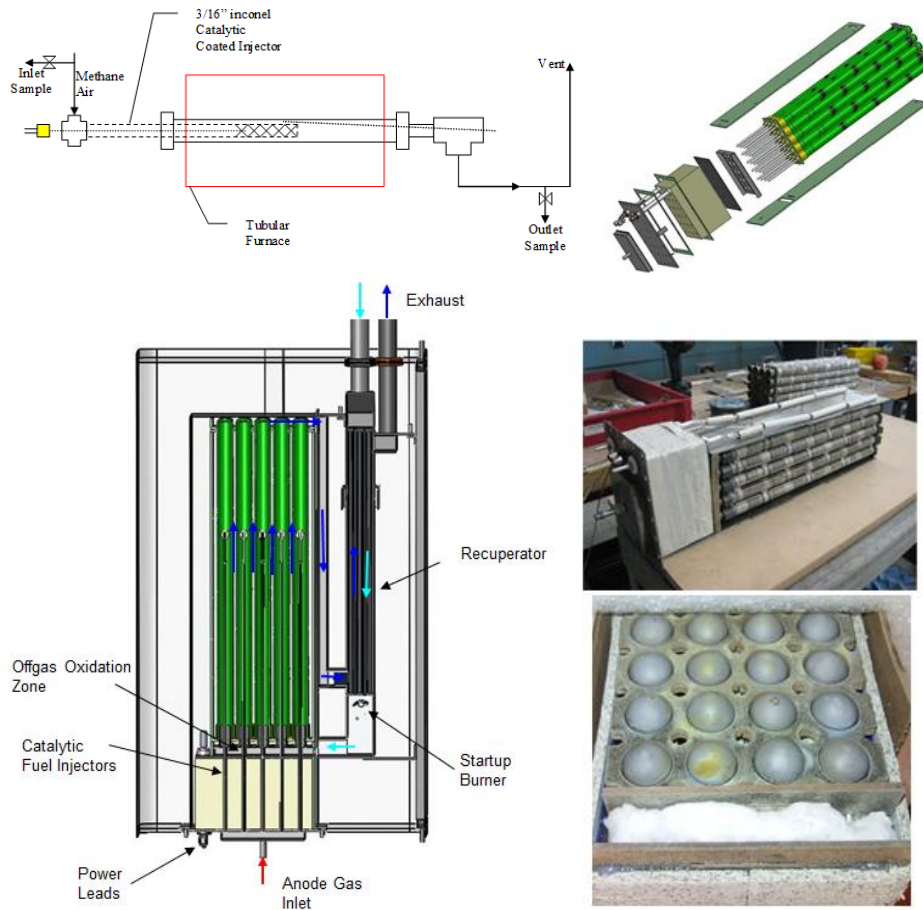 3/16” inconel
Catalytic
Coated Injector
Inlet
Sample
Methane
Air
Vent
Tubular
Furnace
Outlet
Sample
Exhaust
Recuperator
Offgas Oxidation
Zone
Catalytic
Fuel Injectors
Startup
Burner
Power
Leads
Anode Gas
Inlet